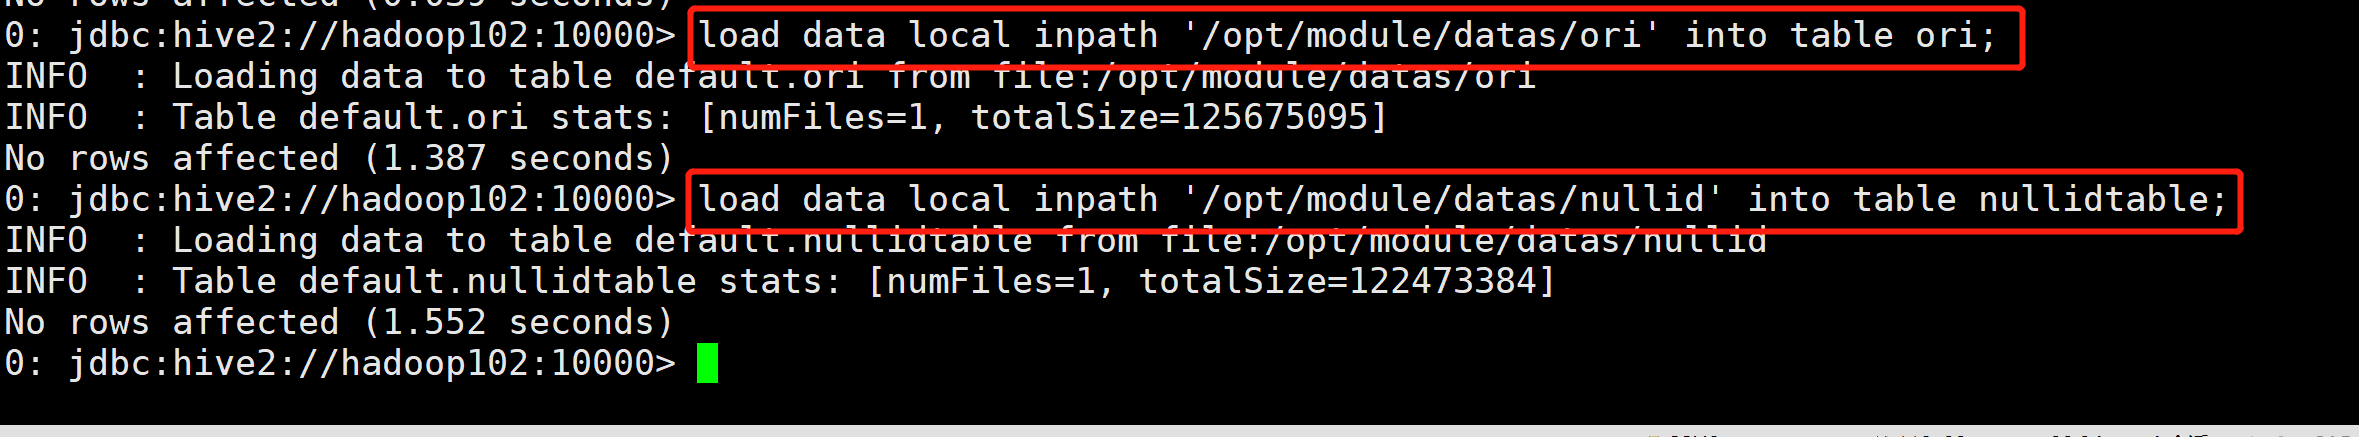 No rows affected (0.039 seconds)
0: jdbc:hive2://hadoop102:10000> load data local inpath '/opt/module/datas/ori' into table ori;
INFO  : Loading data to table default.ori from file:/opt/module/datas/ori
INFO  : Table default.ori stats: [numFiles=1, totalSize=125675095]
No rows affected (1.387 seconds)
0: jdbc:hive2://hadoop102:10000> load data local inpath '/opt/module/datas/nullid' into table nullidtable;
INFO  : Loading data to table default.nullidtable from file:/opt/module/datas/nullid
INFO  : Table default.nullidtable stats: [numFiles=1, totalSize=122473384]
No rows affected (1.552 seconds)
0: jdbc:hive2://hadoop102:10000>